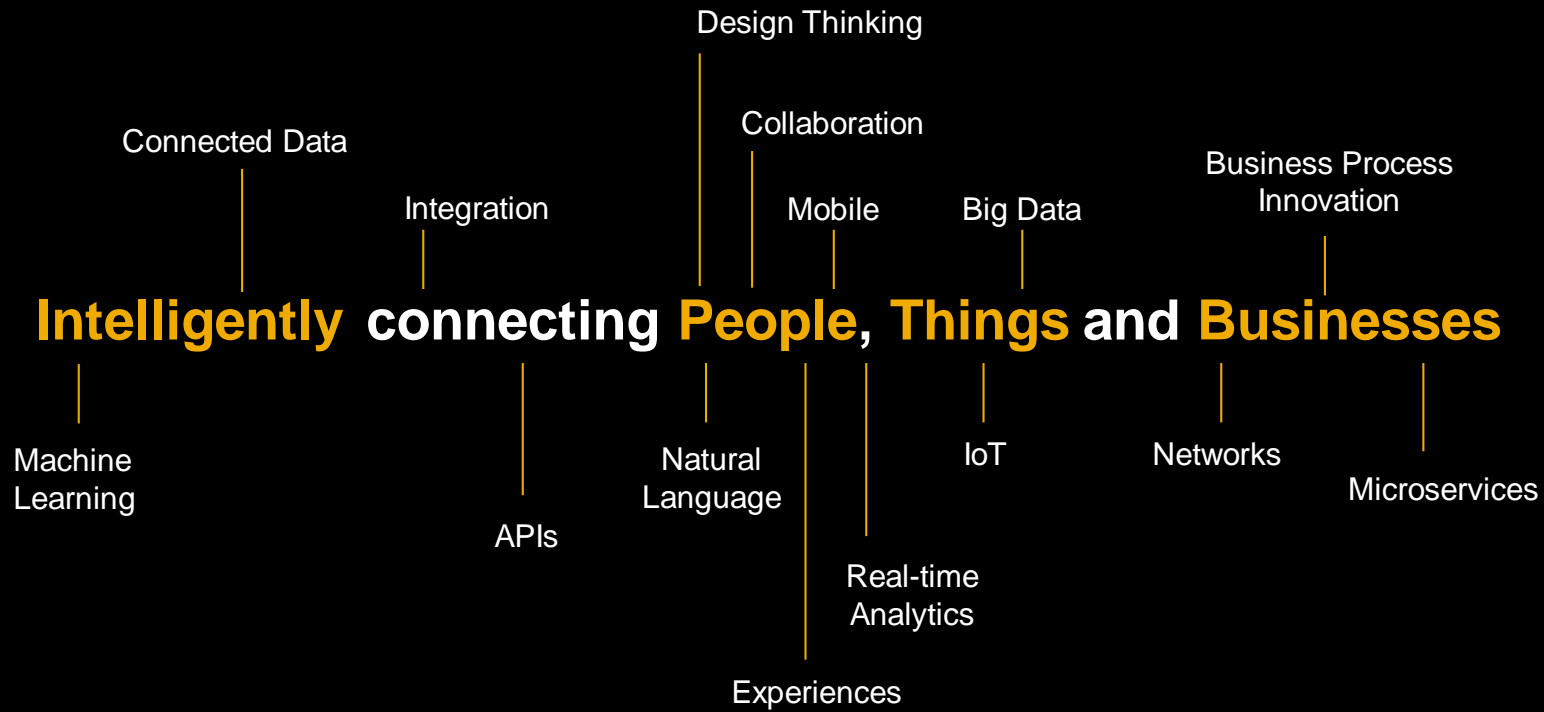 Design Thinking
Collaboration
Connected Data
Business Process
Innovation
Integration
Mobile
Big Data
Intelligently connecting People, Things and Businesses
Machine
Learning
Natural
Language
IoT
Networks
Microservices
APIs
Real-time
Analytics
Experiences